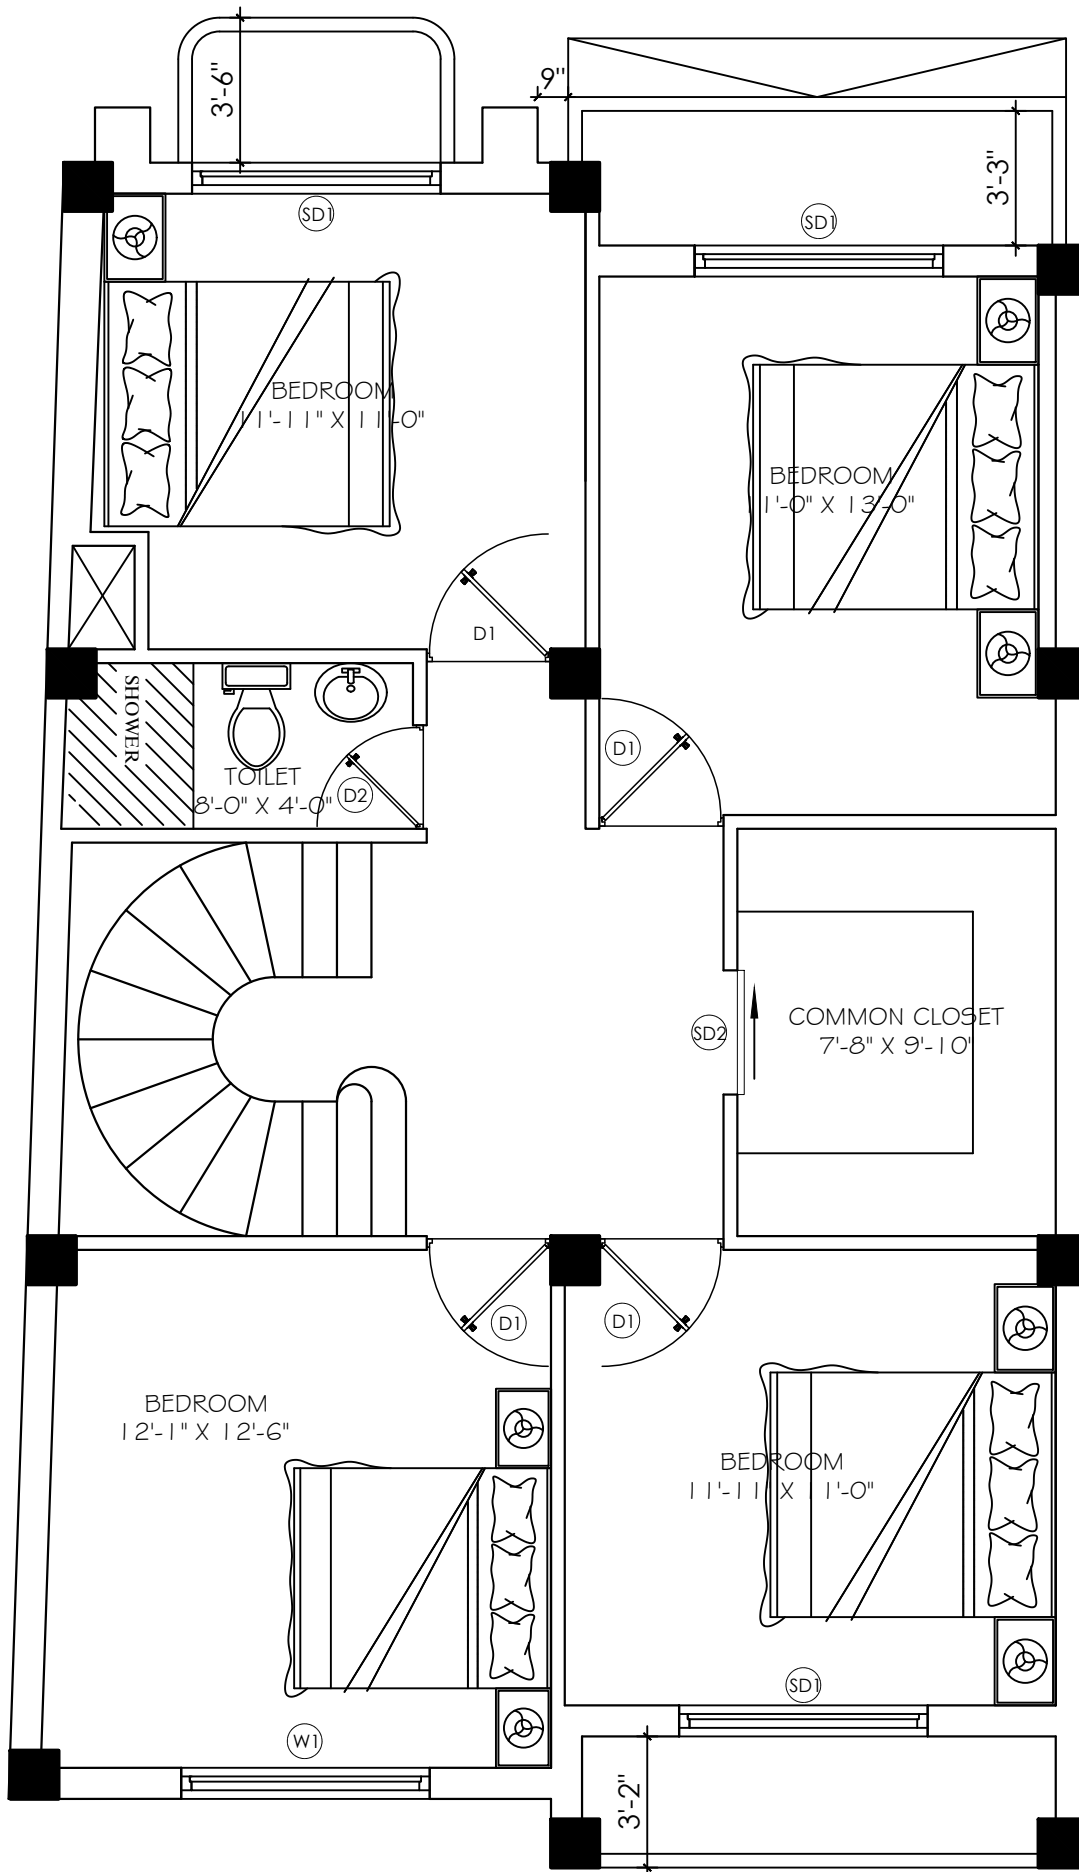 3'-6"
9"
3'-3"
SD1
SD1
BEDROOM
11'-11" X 11'-0"
BEDROOM
1'-0" X 13'-0"
D1
SHOWER
D1
TOILET
8'-0" X 4'-0"
D2
SD2
COMMON CLOSET
7'-8" X 9'-10'
D1
D1
BEDROOM
12'-1" X 12'-6"
BEDROOM
11'-11" X 11'-0"
SD1
W1
3'-2"